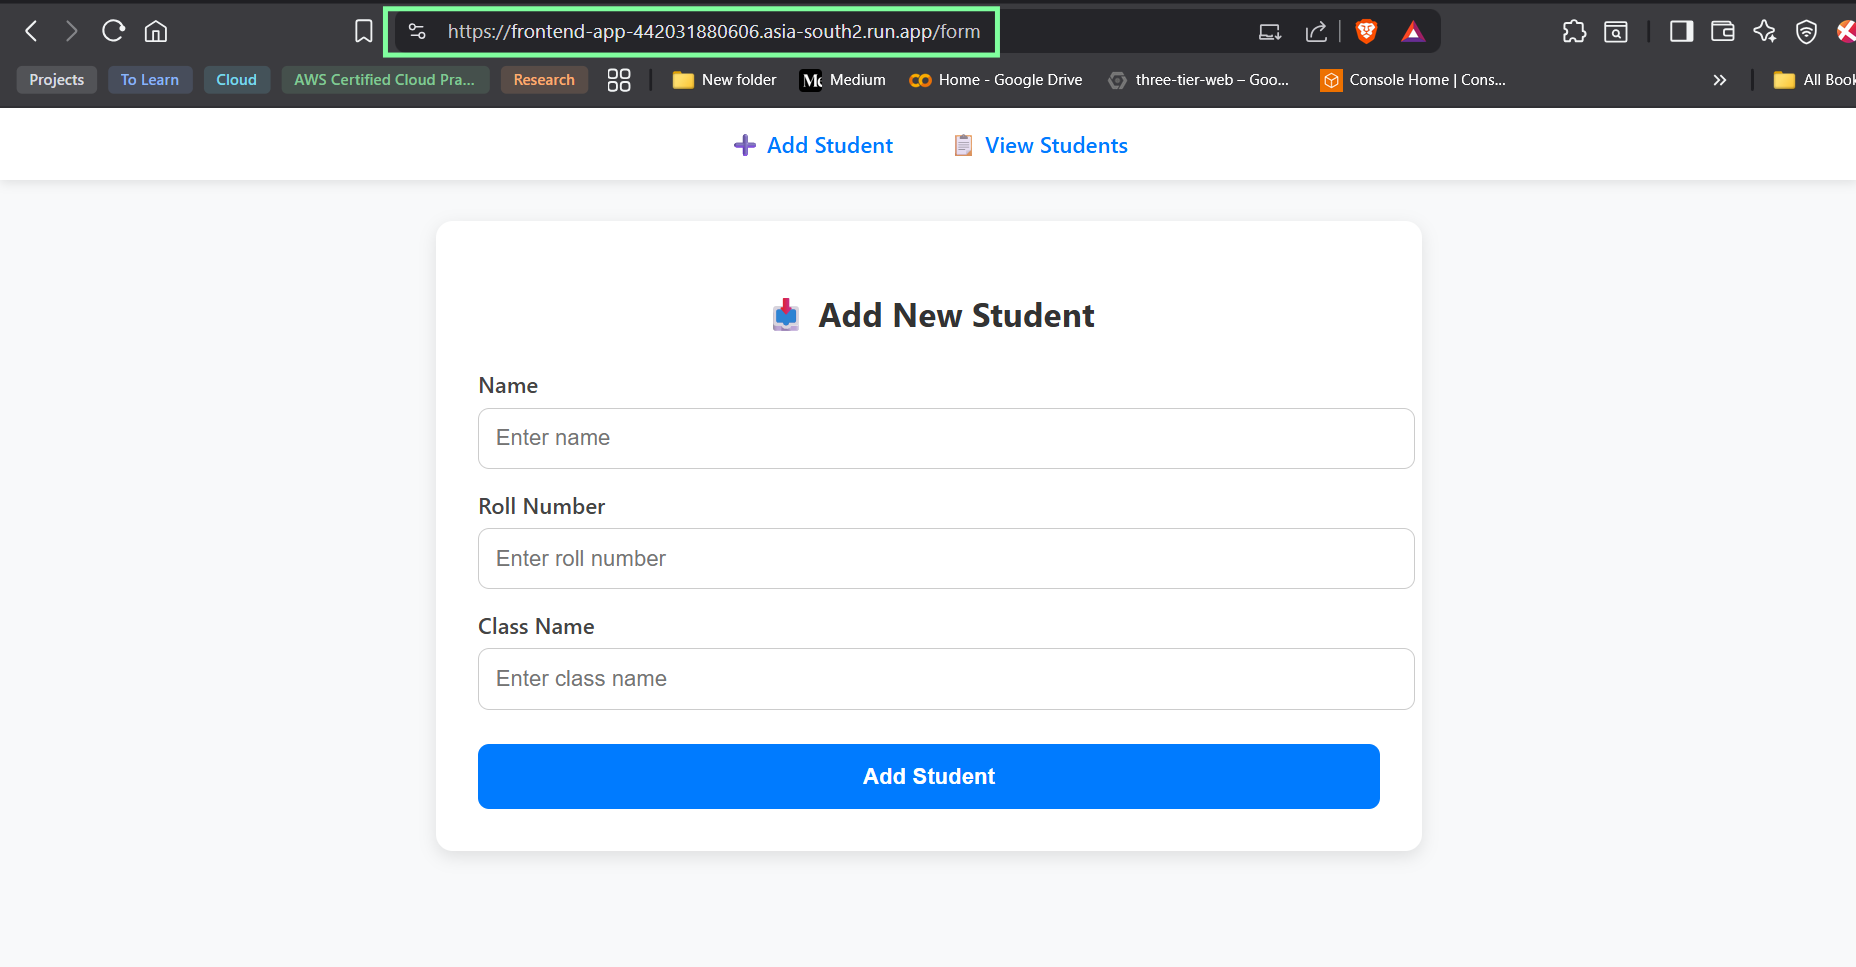 https://frontend-app-442031880606.asia-south2.run.app/form
Projects To Learn Cloud AWS Certified Cloud Pra... Research New folder Medium Home - Google Drive three-tier-web – Goo... Console Home | Cons... All Book
Add Student View Students
Add New Student
Name
Enter name
Roll Number
Enter roll number
Class Name
Enter class name
Add Student